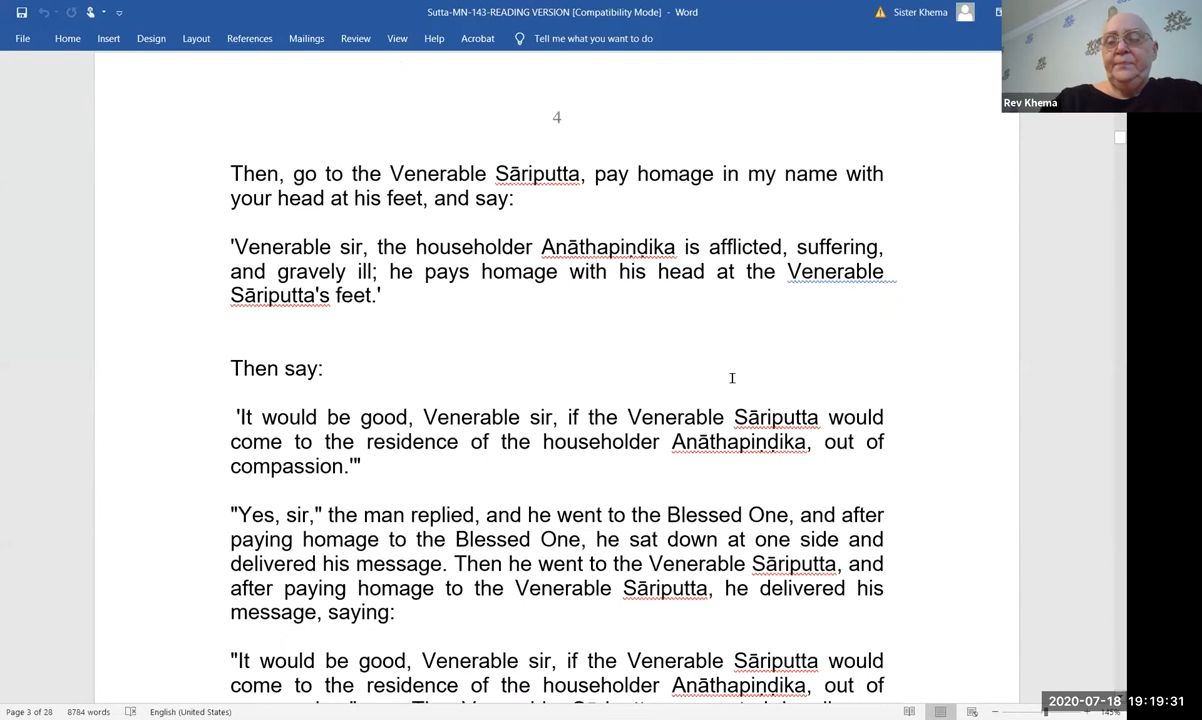 Sutta-MN-143-READING VERSION [Compatibility Mode] - Word
Sister Khema
File Home Insert Design Layout References Mailings Review View Help Acrobat Tell me what you want to do
Rev Khema
4
Then, go to the Venerable Sāriputta, pay homage in my name with
your head at his feet, and say:
'Venerable sir, the householder Anāthapiṇḍika is afflicted, suffering,
and gravely ill; he pays homage with his head at the Venerable
Sāriputta's feet.'
Then say:
'It would be good, Venerable sir, if the Venerable Sāriputta would
come to the residence of the householder Anāthapiṇḍika, out of
compassion.'"
"Yes, sir," the man replied, and he went to the Blessed One, and after
paying homage to the Blessed One, he sat down at one side and
delivered his message. Then he went to the Venerable Sāriputta, and
after paying homage to the Venerable Sāriputta, he delivered his
message, saying:
"It would be good, Venerable sir, if the Venerable Sāriputta would
come to the residence of the householder Anāthapiṇḍika, out of
Page 3 of 28 8784 words English (United States)
2020-07-18 19:19:31
145%